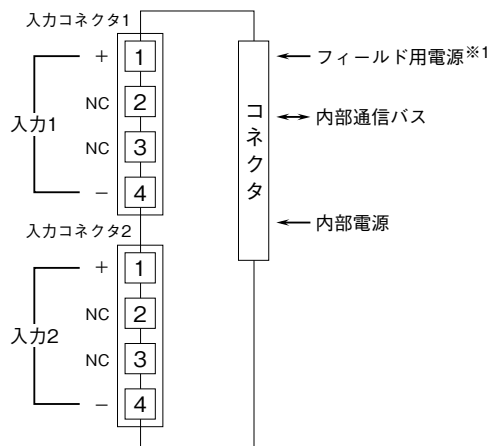 入力コネクタ1
+ 1
NC 2
NC 3
− 4
入力1
入力コネクタ2
+ 1
NC 2
NC 3
− 4
入力2
コネクタ
フィールド用電源※1
内部通信バス
内部電源